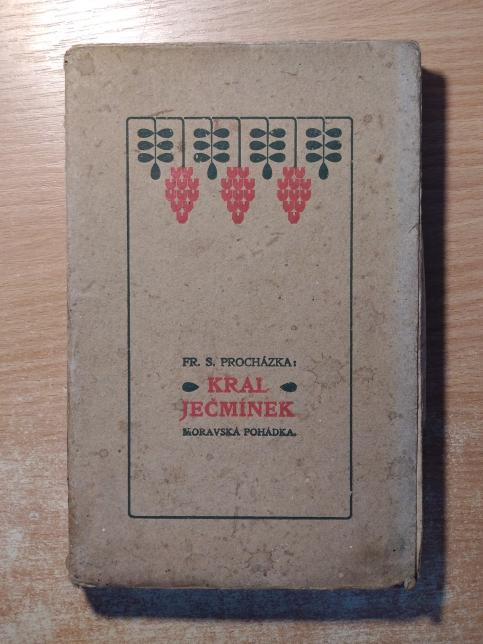 FR. S. PROCHÁZKA:
KRAL
JEČMÍNEK
MORAVSKÁ POHÁDKA.